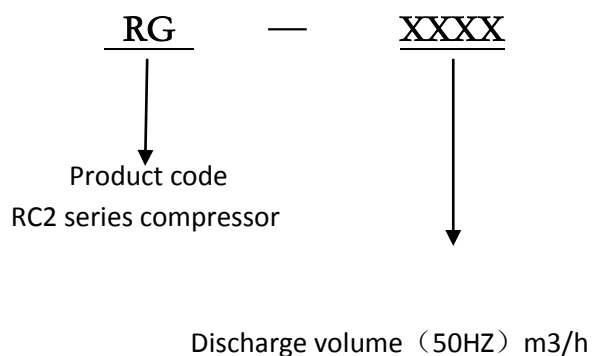 RG — XXXX
Product code
RC2 series compressor
Discharge volume（50HZ）m3/h